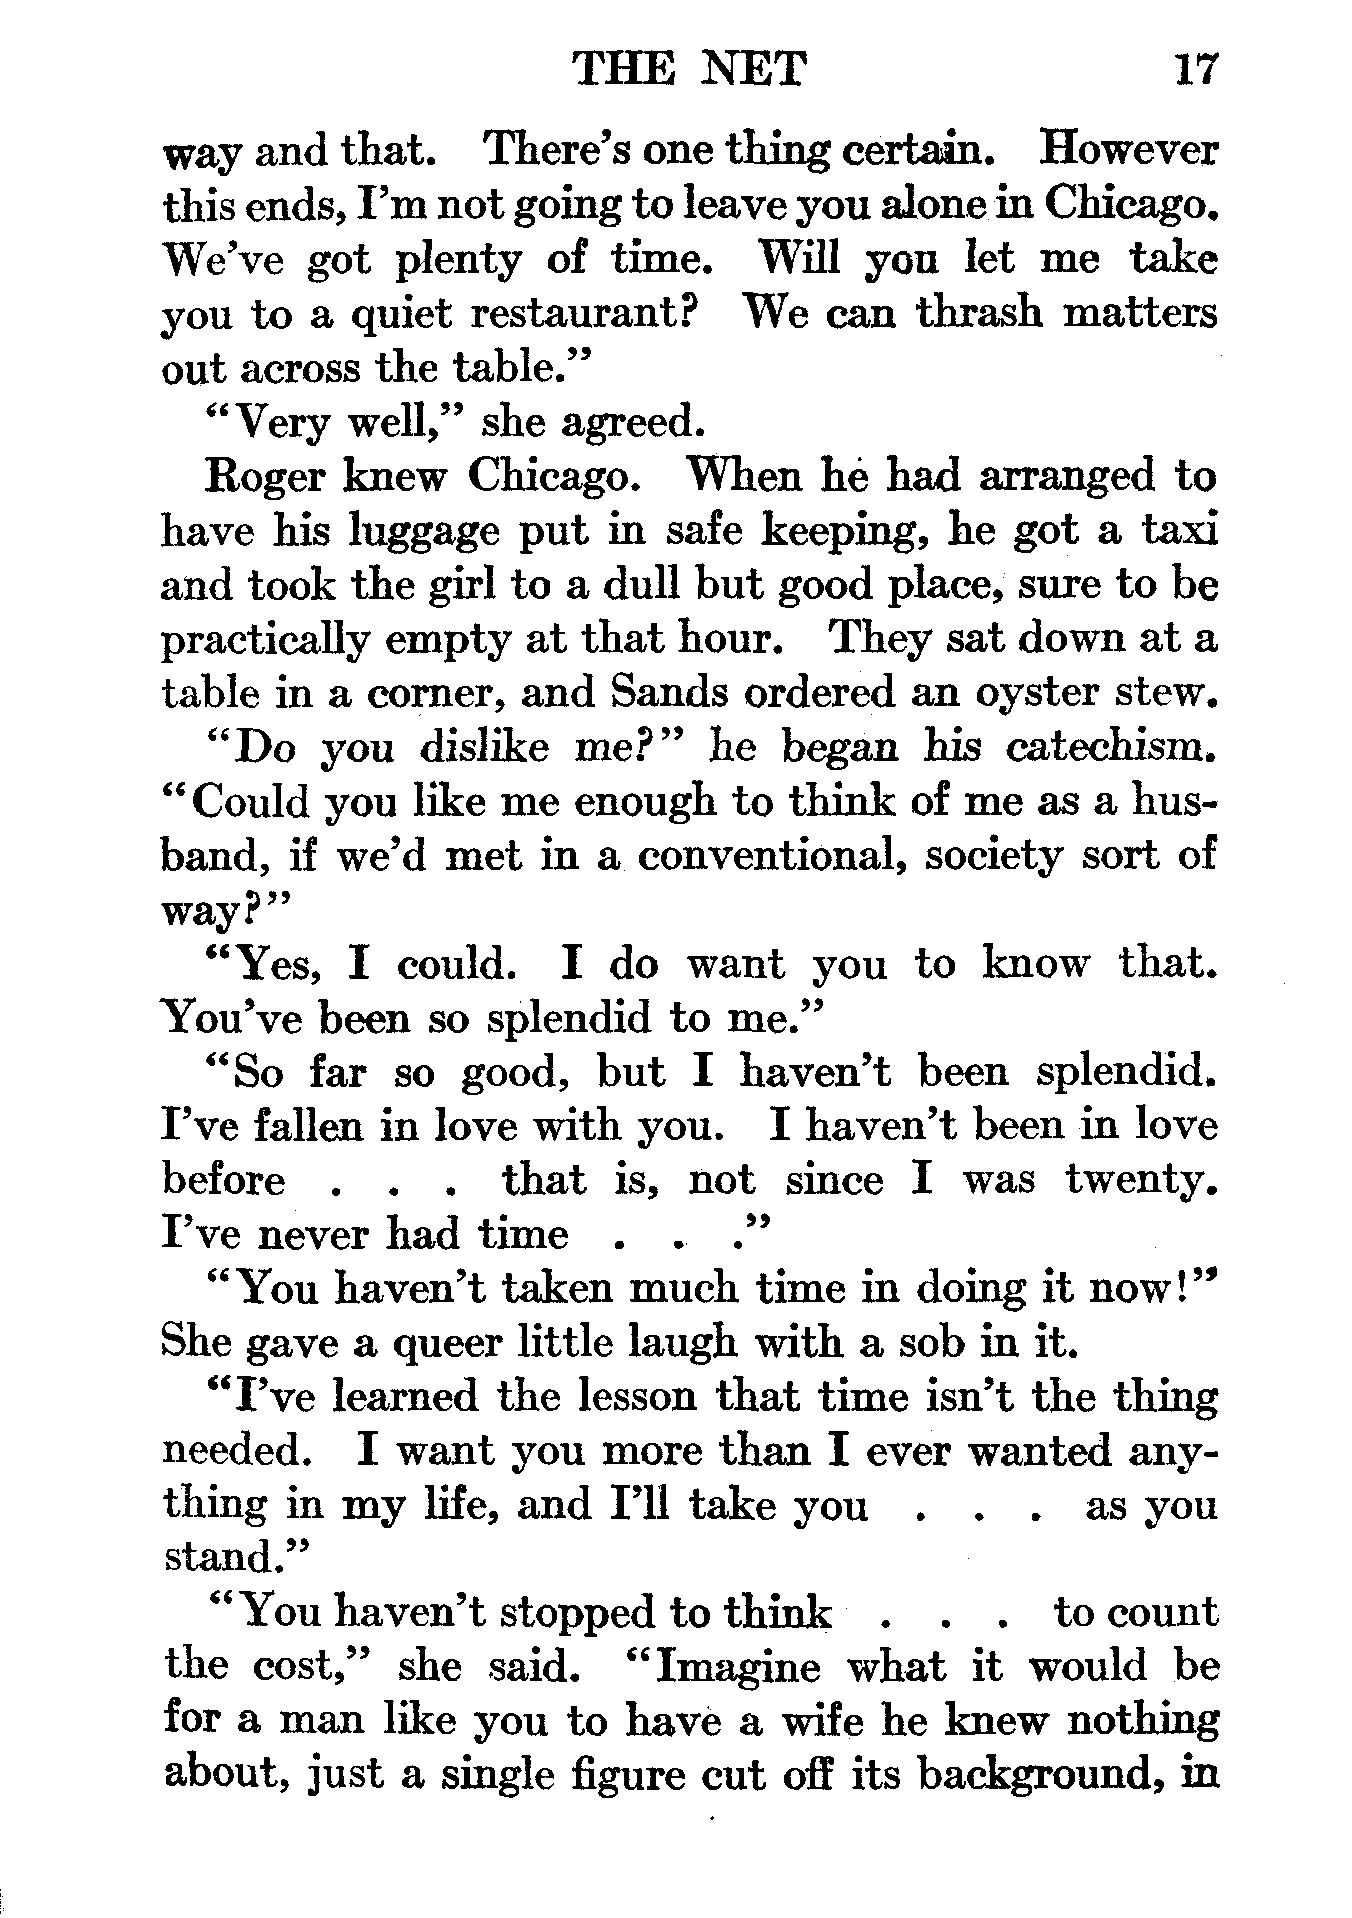 THE NET 17
way and that. There's one thing certain. However
this ends, I'm not going to leave you alone in Chicago.
We've got plenty of time. Will you let me take
you to a quiet restaurant? We can thrash matters
out across the table."
"Very well," she agreed.
Roger knew Chicago. When he had arranged to
have his luggage put in safe keeping, he got a taxi
and took the girl to a dull but good place, sure to be
practically empty at that hour. They sat down at a
table in a corner, and Sands ordered an oyster stew.
"Do you dislike me?" he began his catechism.
"Could you like me enough to think of me as a hus-
band, if we'd met in a conventional, society sort of
way?"
"Yes, I could. I do want you to know that.
You've been so splendid to me."
"So far so good, but I haven't been splendid.
I've fallen in love with you. I haven't been in love
before . . . that is, not since I was twenty.
I've never had time . . ."
"You haven't taken much time in doing it now!"
She gave a queer little laugh with a sob in it.
"I've learned the lesson that time isn't the thing
needed. I want you more than I ever wanted any-
thing in my life, and I'll take you . . . as you
stand."
"You haven't stopped to think . . . to count
the cost," she said. "Imagine what it would be
for a man like you to have a wife he knew nothing
about, just a single figure cut off its background, in